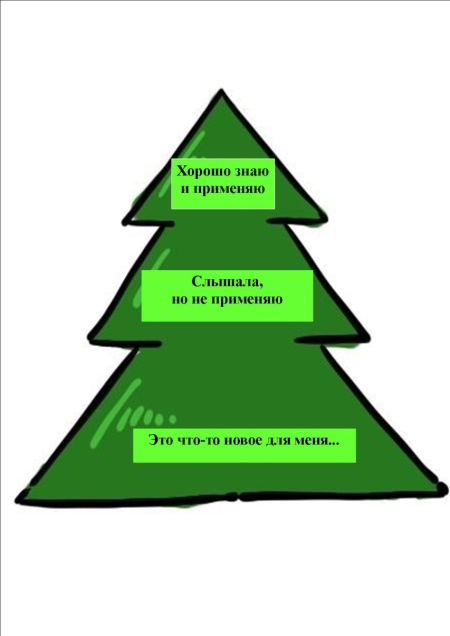 Хорошо знаю
и применяю
Слышала,
но не применяю
Это что-то новое для меня...